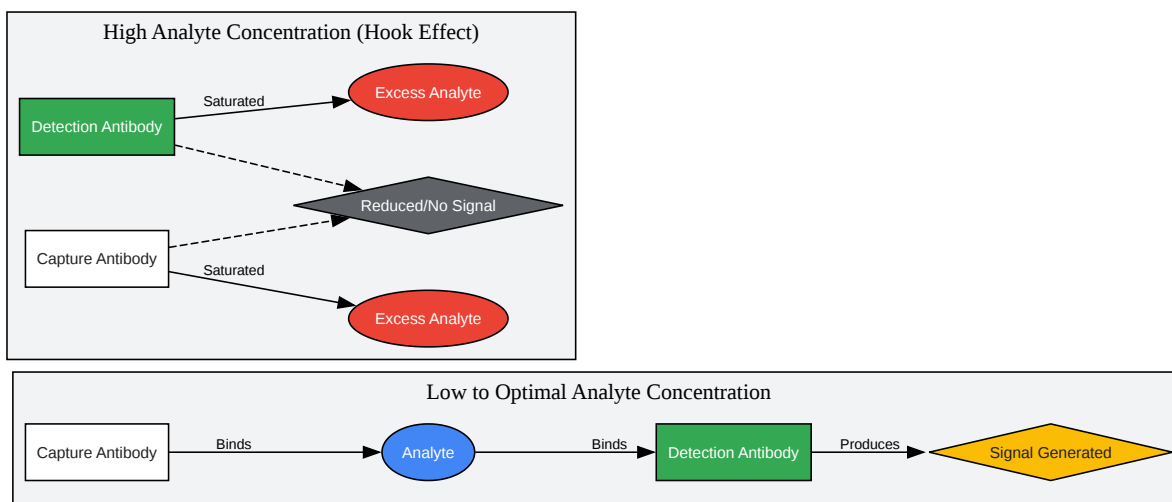 High Analyte Concentration (Hook Effect)
Excess Analyte
Saturated
Detection Antibody
Reduced/No Signal
Capture Antibody
Saturated
Excess Analyte
Low to Optimal Analyte Concentration
Capture Antibody
Binds
Analyte
Binds
Detection Antibody
Produces
Signal Generated